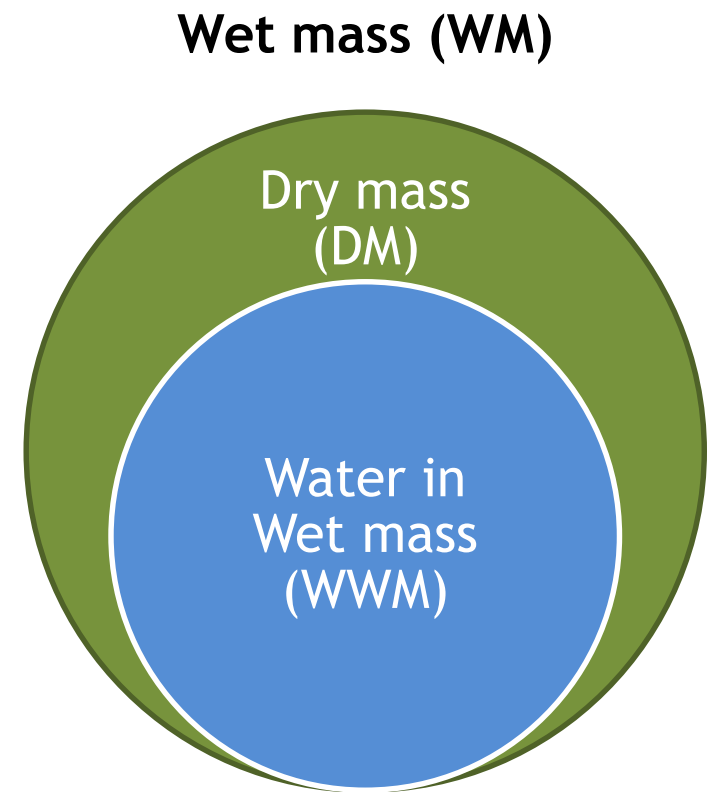 Wet mass (WM)
Dry mass
(DM)
Water in
Wet mass
(WWM)